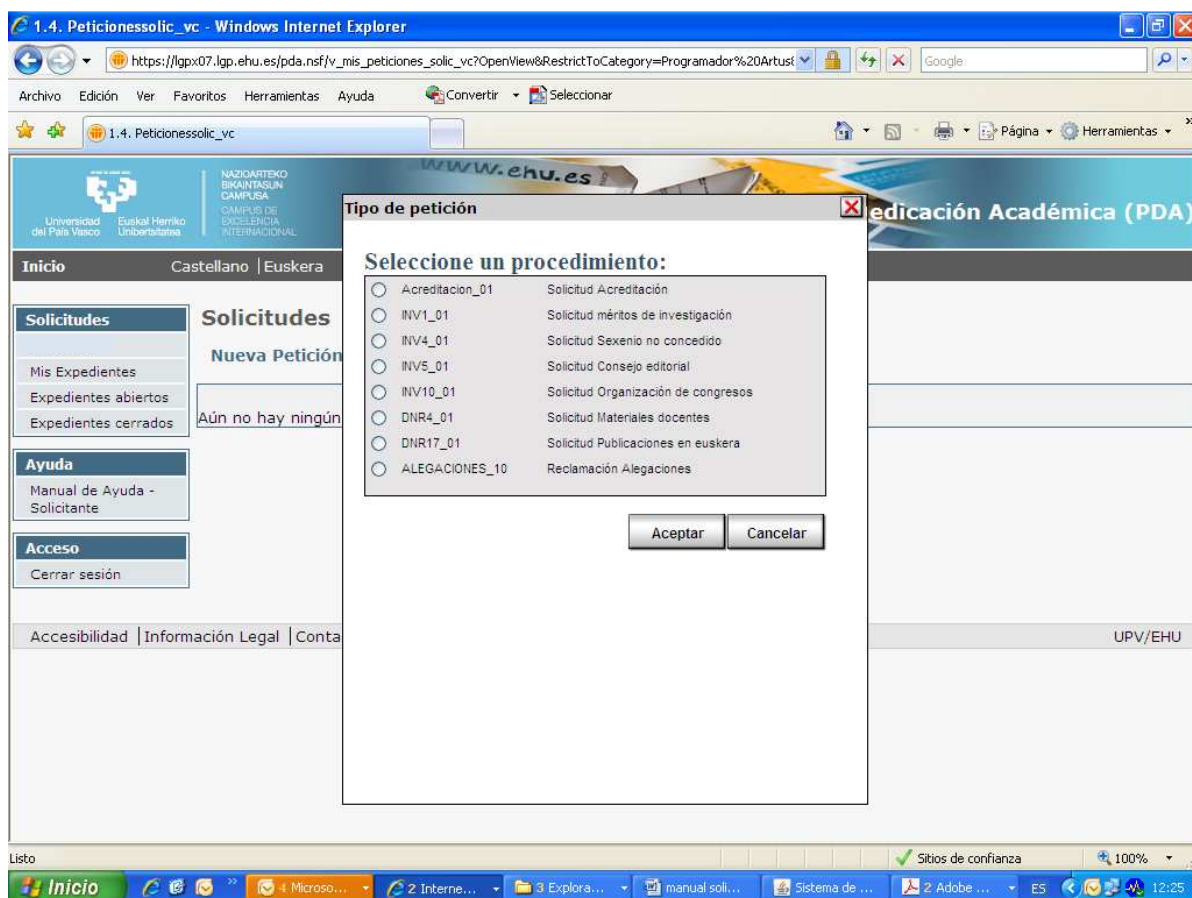 1.4. Peticionessolic_vc - Windows Internet Explorer
https://lgpx07.lgp.ehu.es/pda.nsf/v_mis_peticiones_solic_vc?OpenView&RestrictToCategory=Programador%20Artus
Google
Archivo Edición Ver Favoritos Herramientas Ayuda Convertir Seleccionar
1.4. Peticionessolic_vc Página Herramientas
www.ehu.es
Universidad del País Vasco Euskal Herriko Unibertsitatea
NAZIOARTEKO
BIKAINTASUN
CAMPUSA
CAMPUS DE
EXCELENCIA
INTERNACIONAL
edicación Académica (PDA)
Inicio Castellano | Euskera
Solicitudes
Mis Expedientes
Expedientes abiertos
Expedientes cerrados
Ayuda
Manual de Ayuda -
Solicitante
Acceso
Cerrar sesión
Solicitudes
Nueva Petición
Aún no hay ningún
Tipo de petición
Seleccione un procedimiento:
Acreditacion_01 Solicitud Acreditación
INV1_01 Solicitud méritos de investigación
INV4_01 Solicitud Sexenio no concedido
INV5_01 Solicitud Consejo editorial
INV10_01 Solicitud Organización de congresos
DNR4_01 Solicitud Materiales docentes
DNR17_01 Solicitud Publicaciones en euskera
ALEGACIONES_10 Reclamación Alegaciones
Aceptar Cancelar
Accesibilidad | Información Legal | Conta UPV/EHU
Listo Sitios de confianza 100%
Inicio 4 Microso... 2 Interne... 3 Explora... manual soli... Sistema de ... 2 Adobe ... ES 12:25